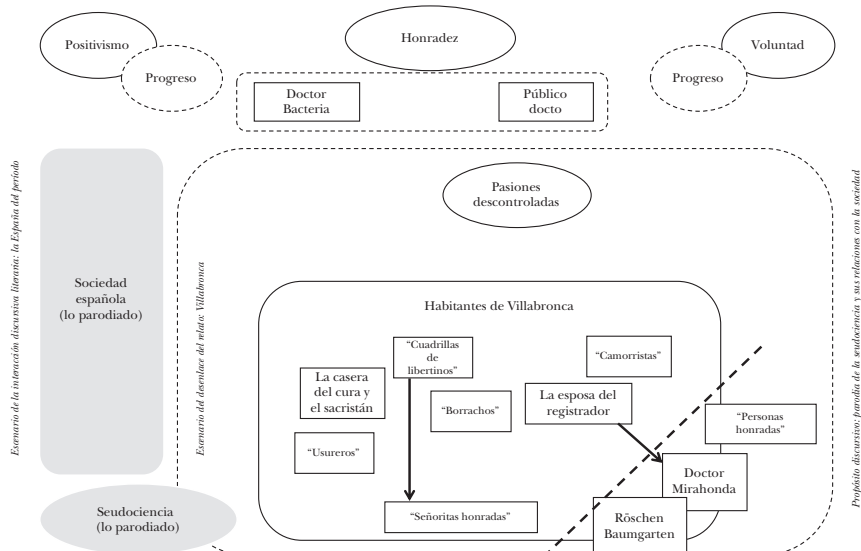 Positivismo
Progreso
Honradez
Progreso
Voluntad
Doctor
Bacteria
Público
docto
Escenario de la interacción discursiva literaria: la España del período
Sociedad
española
(lo parodiado)
Seudociencia
(lo parodiado)
Escenario del desenlace del relato: Villabronca
Pasiones
descontroladas
Habitantes de Villabronca
“Cuadrillas
de
libertinos”
“Camorristas”
La casera
del cura y
el sacristán
“Borrachos”
La esposa del
registrador
“Personas
honradas”
“Usureros”
Doctor
Mirahonda
“Señoritas honradas”
Röschen
Baumgarten
Propósito discursivo: parodia de la seudociencia y sus relaciones con la sociedad